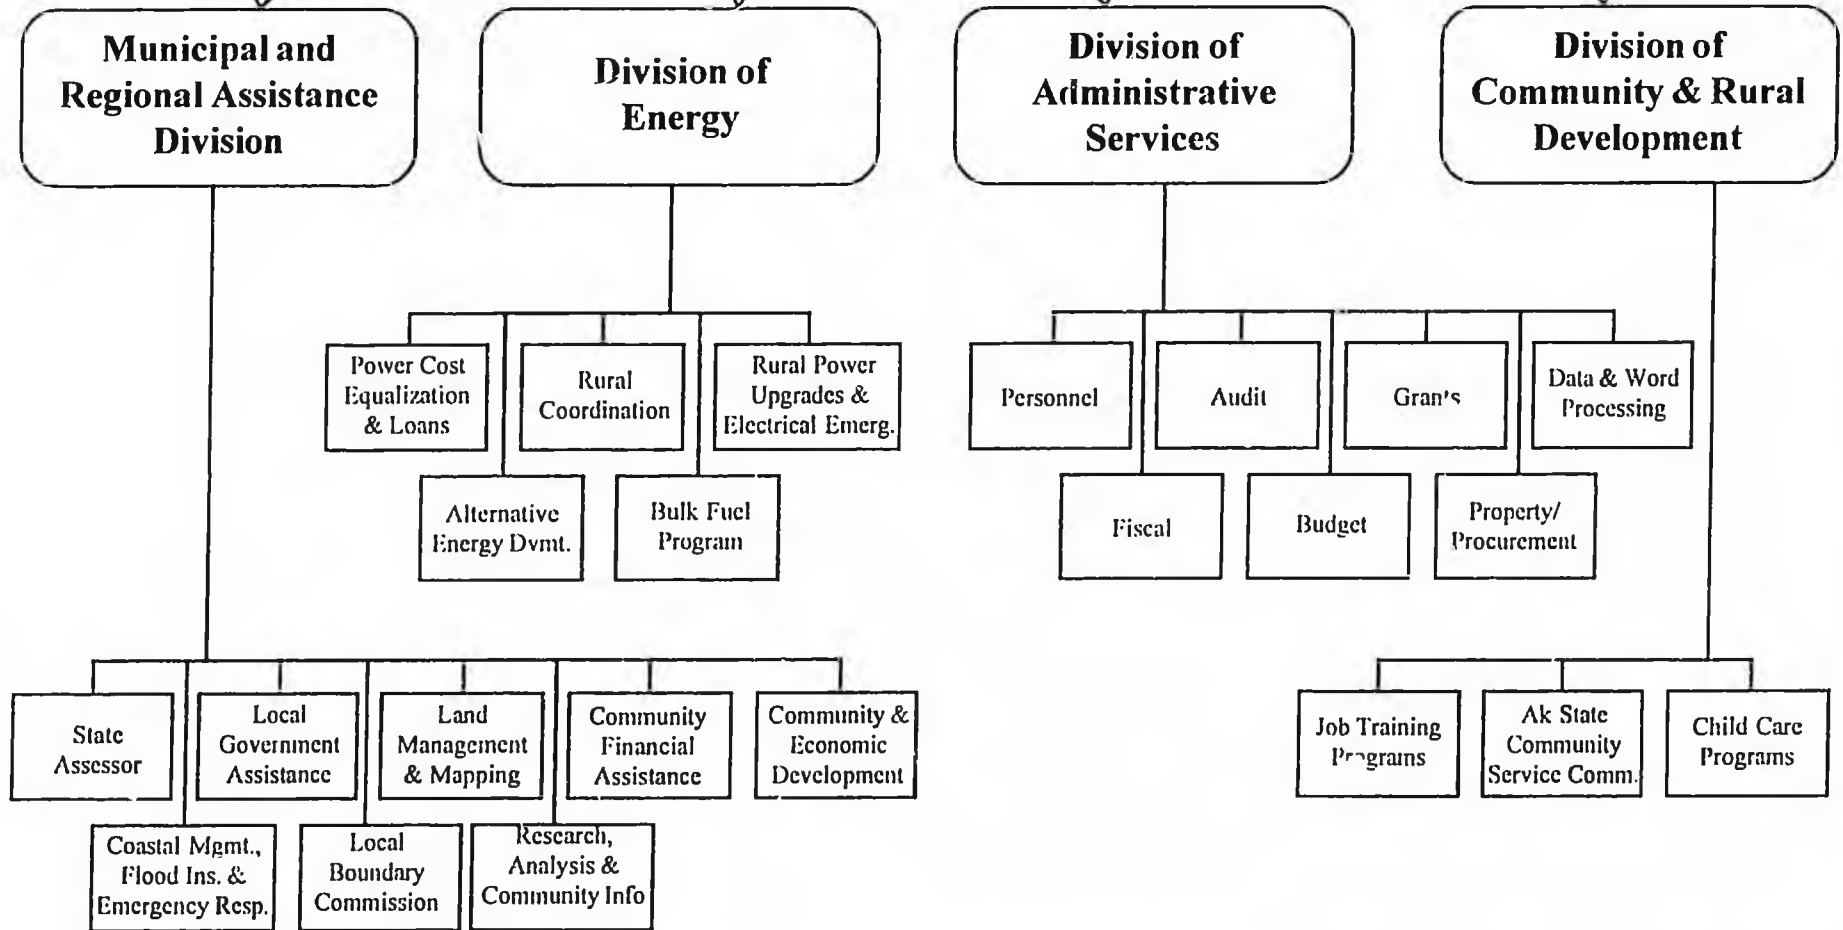 Municipal and
Regional Assistance
Division
Division of
Energy
Division of
Administrative
Services
Division of
Community & Rural
Development
Power Cost
Equalization
& Loans
Rural
Coordination
Rural Power
Upgrades &
Electrical Emerg.
Alternative
Energy Dvmt.
Bulk Fuel
Program
Personnel
Audit
Grants
Data & Word
Processing
Fiscal
Budget
Property/
Procurement
State
Assessor
Local
Government
Assistance
Land
Management
& Mapping
Community
Financial
Assistance
Community &
Economic
Development
Coastal Mgmt.,
Flood Ins. &
Emergency Resp.
Local
Boundary
Commission
Research,
Analysis &
Community Info
Job Training
Programs
Ak State
Community
Service Comm.
Child Care
Programs